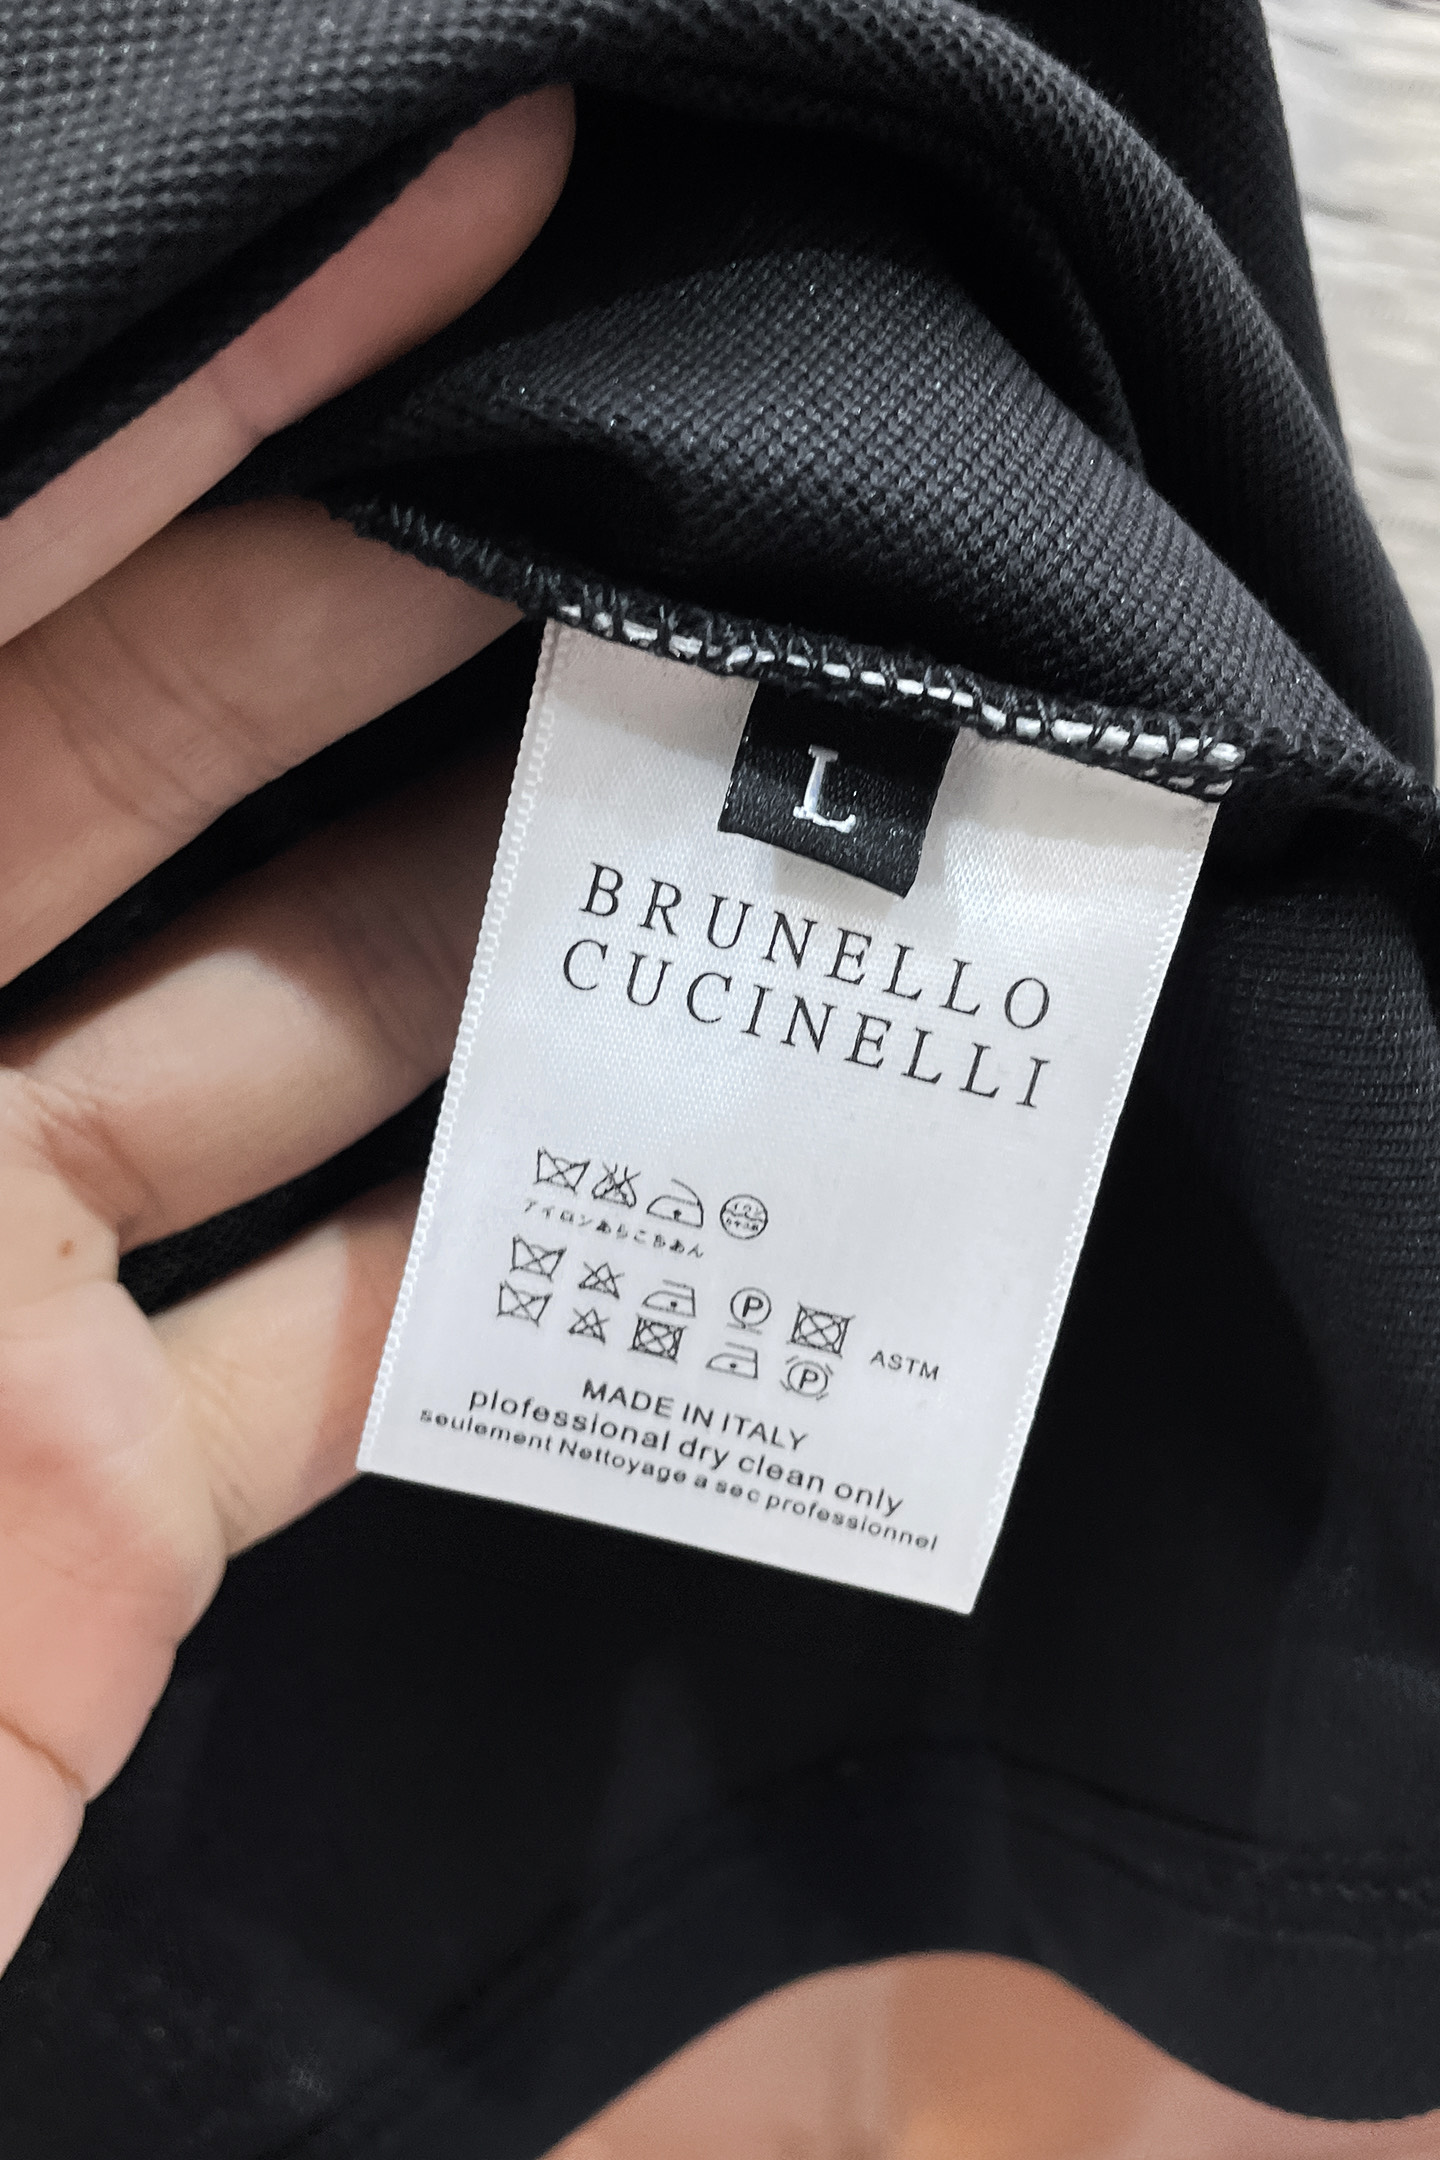 L
BRUNELLO
CUCINELLI
アイロンあらこちあん
P
ASTM
P
MADE IN ITALY
plofessional dry clean only
seulement Nettoyage a sec professionnel